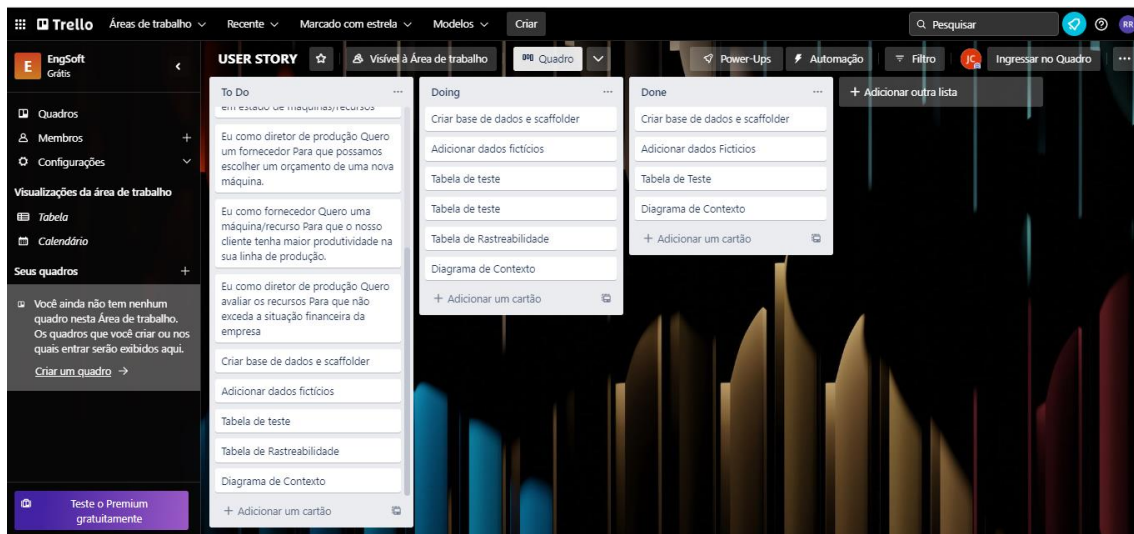 Trello
Áreas de trabalho
Recente
Marcado com estrela
Modelos
Criar
Pesquisar
RR
E
EngSoft
Grátis
USER STORY
Visível à Área de trabalho
Quadro
Power-Ups
Automação
Filtro
JC
Ingressar no Quadro
Quadros
Membros
Configurações
Visualizações da área de trabalho
Tabela
Calendário
Seus quadros
Você ainda não tem nenhum
quadro nesta Área de trabalho.
Os quadros que você criar ou nos
quais entrar serão exibidos aqui.
Criar um quadro
Teste o Premium
gratuitamente
To Do
em estado de máquinas/recursos
Eu como diretor de produção Quero
um fornecedor Para que possamos
escolher um orçamento de uma nova
máquina.
Eu como fornecedor Quero uma
máquina/recurso Para que o nosso
cliente tenha maior produtividade na
sua linha de produção.
Eu como diretor de produção Quero
avaliar os recursos Para que não
exceda a situação financeira da
empresa
Criar base de dados e scaffolder
Adicionar dados fictícios
Tabela de teste
Tabela de Rastreabilidade
Diagrama de Contexto
+ Adicionar um cartão
Doing
Criar base de dados e scaffolder
Adicionar dados fictícios
Tabela de teste
Tabela de teste
Tabela de Rastreabilidade
Diagrama de Contexto
+ Adicionar um cartão
Done
Criar base de dados e scaffolder
Adicionar dados Ficticios
Tabela de Teste
Diagrama de Contexto
+ Adicionar um cartão
+ Adicionar outra lista